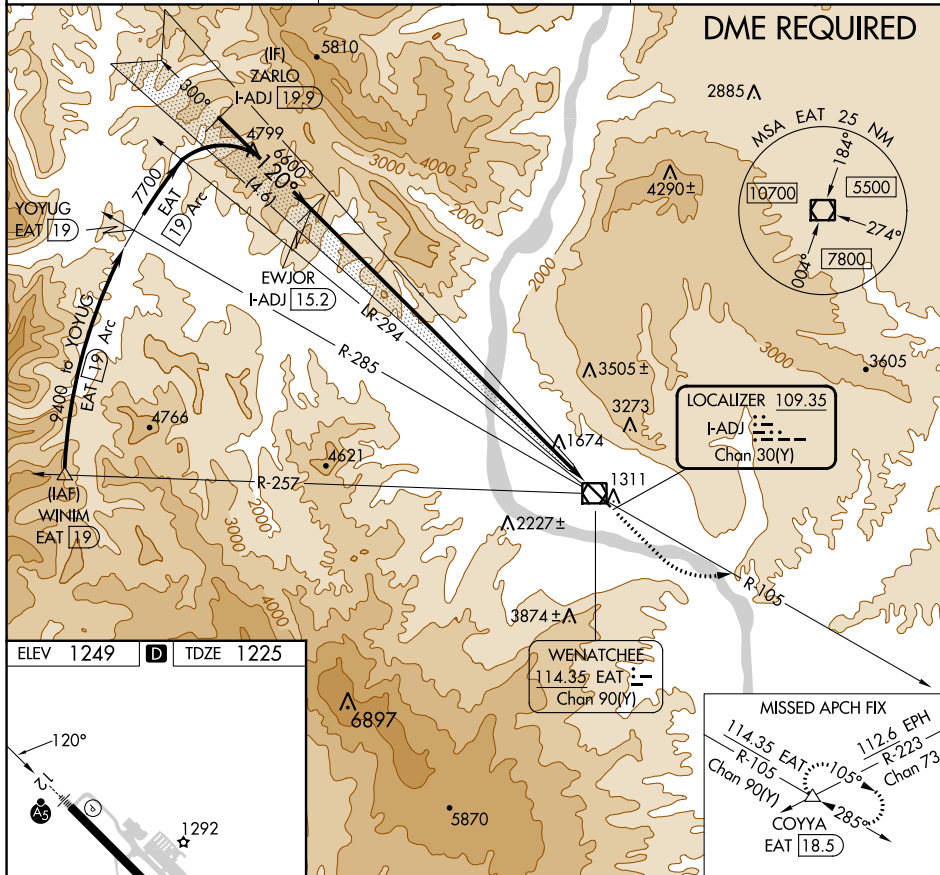 DME REQUIRED
(IF)
ZARLO
I-ADJ 19.9
5810
300°
4799
6600
120°
(4.6)
3000
4000
2000
7700
EAT
19 Arc
YOYUG
EAT 19
EWJOR
I-ADJ 15.2
LR-294
R-285
9400 to YOYUG
EAT 19 Arc
4766
4621
R-257
(IAF)
WINIM
EAT 19
3000
2000
4000
2885
MSA EAT 25 NM
184°
10700
5500
274°
004°
7800
4290±
2000
2000
3000
3605
3505±
3273
1674
1311
2227±
3874±
LOCALIZER 109.35
I-ADJ
Chan 30(Y)
R-105
WENATCHEE
114.35 EAT
Chan 90(Y)
6897
5870
ELEV 1249 D TDZE 1225
120°
12
A5
P
1292
MISSED APCH FIX
114.35 EAT
R-105
Chan 90(Y)
112.6 EPH
R-223
Chan 73
105°
285°
COYYA
EAT 18.5